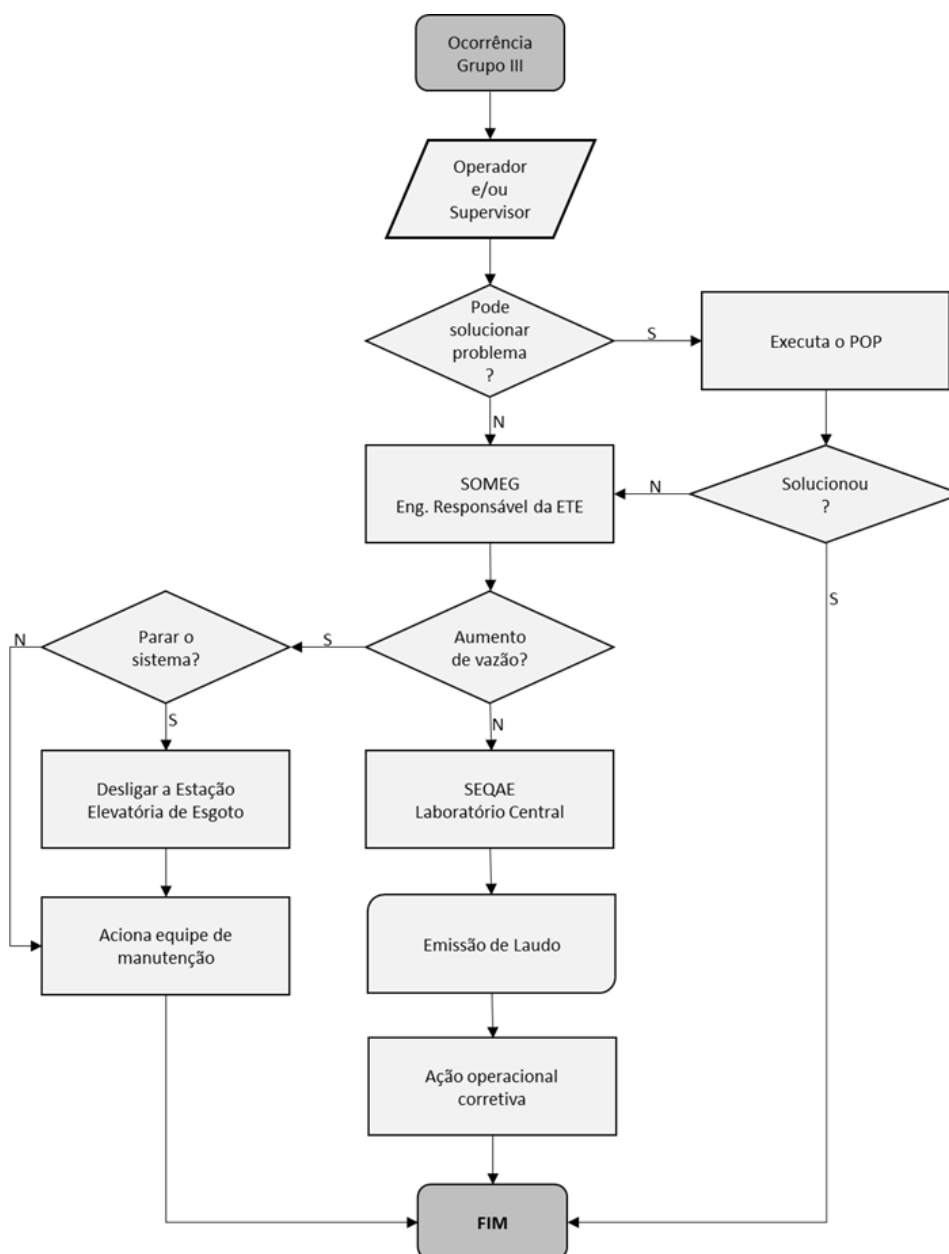 Ocorrência
Grupo III
Operador
e/ou
Supervisor
Pode
solucionar
problema
?
S
Executa o POP
N
SOMEG
Eng. Responsável da ETE
N
Solucionou
?
S
N
Parar o
sistema?
S
Aumento
de vazão?
S
N
Desligar a Estação
Elevatória de Esgoto
SEQAE
Laboratório Central
Aciona equipe de
manutenção
Emissão de Laudo
Ação operacional
corretiva
FIM